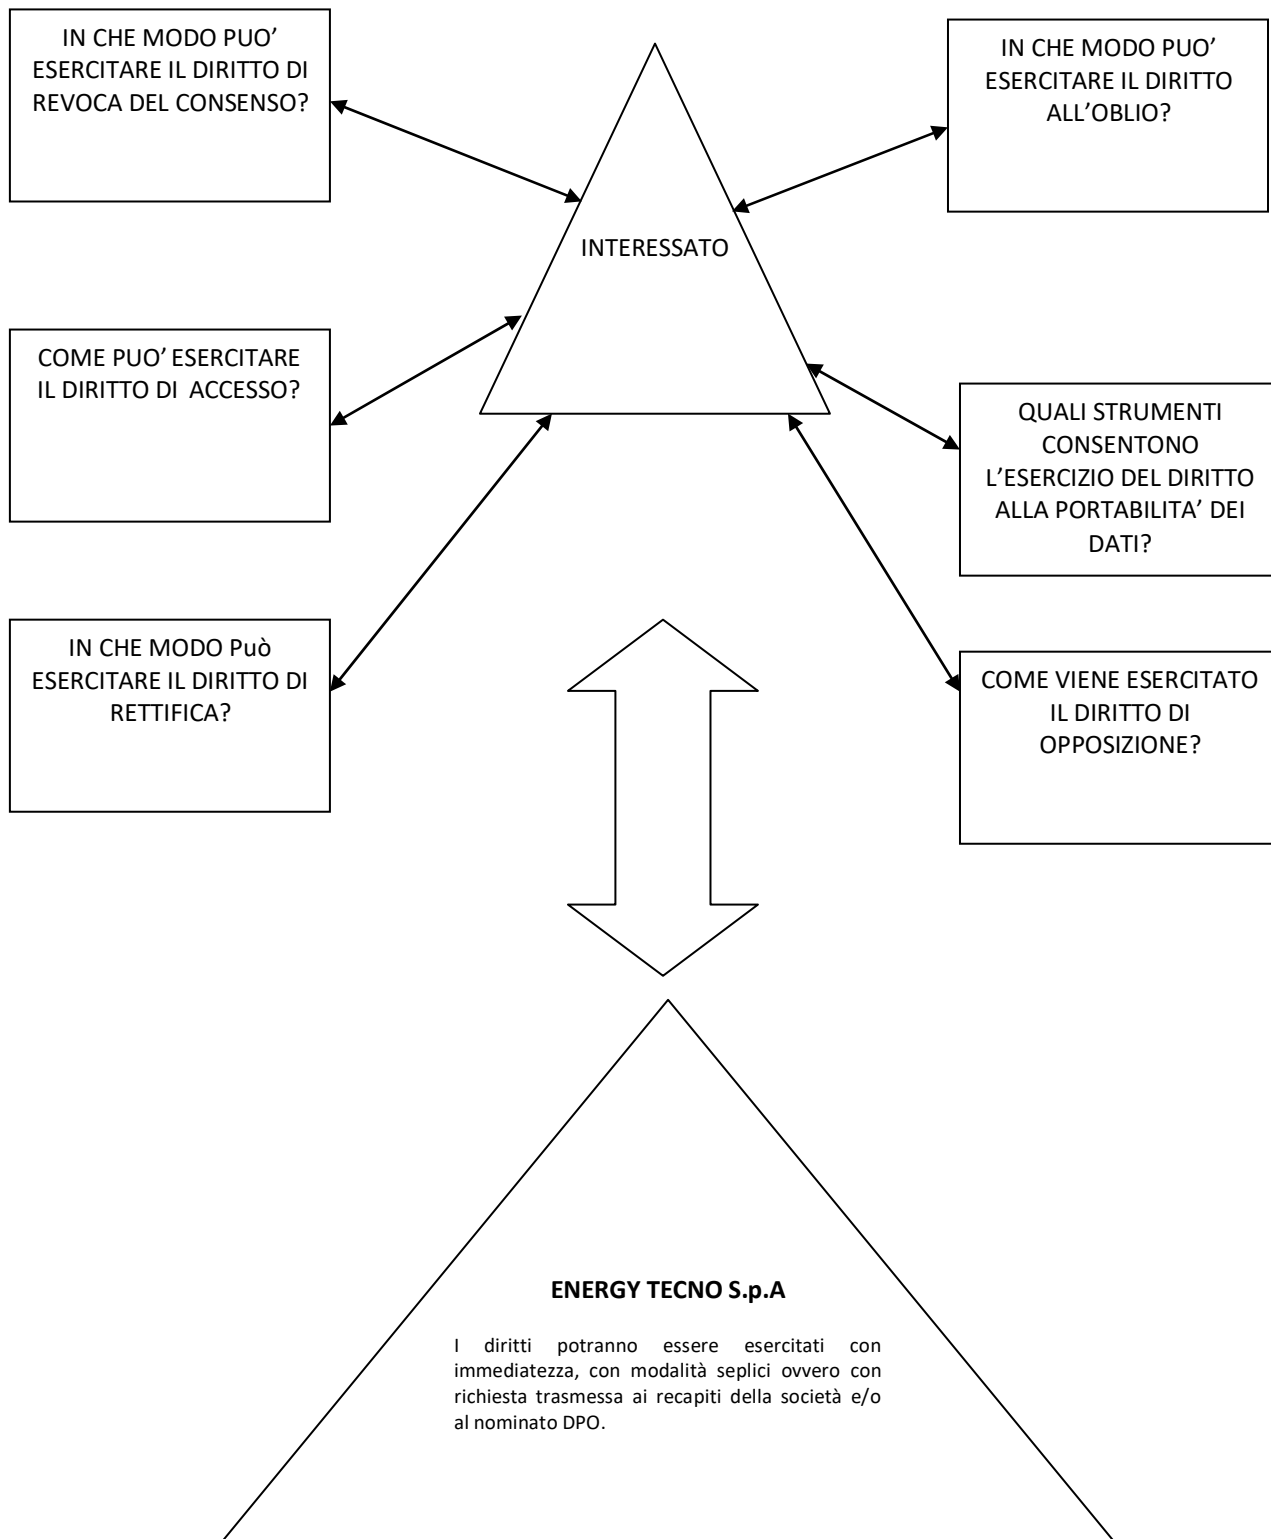 IN CHE MODO PUO’
ESERCITARE IL DIRITTO DI
REVOCA DEL CONSENSO?
IN CHE MODO PUO’
ESERCITARE IL DIRITTO
ALL’OBLIO?
INTERESSATO
COME PUO’ ESERCITARE
IL DIRITTO DI ACCESSO?
QUALI STRUMENTI
CONSENTONO
L’ESERCIZIO DEL DIRITTO
ALLA PORTABILITA’ DEI
DATI?
IN CHE MODO Può
ESERCITARE IL DIRITTO DI
RETTIFICA?
COME VIENE ESERCITATO
IL DIRITTO DI
OPPOSIZIONE?
ENERGY TECNO S.p.A
I diritti potranno essere esercitati con
immediatezza, con modalità seplici ovvero con
richiesta trasmessa ai recapiti della società e/o
al nominato DPO.